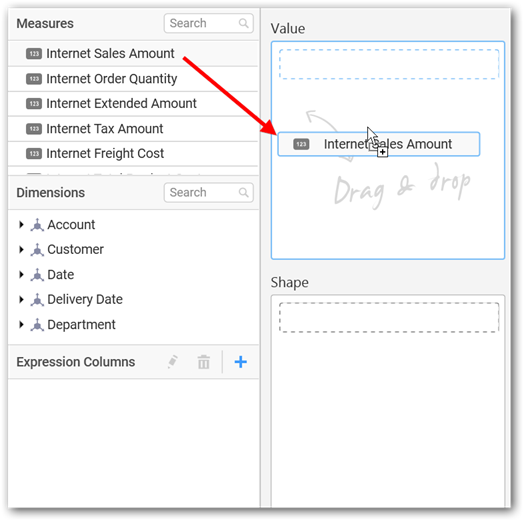 Measures
Search
123 Internet Sales Amount
123 Internet Order Quantity
123 Internet Extended Amount
123 Internet Tax Amount
123 Internet Freight Cost
Dimensions
Search
Account
Customer
Date
Delivery Date
Department
Expression Columns
Value
123 Internet Sales Amount
Drag & drop
Shape